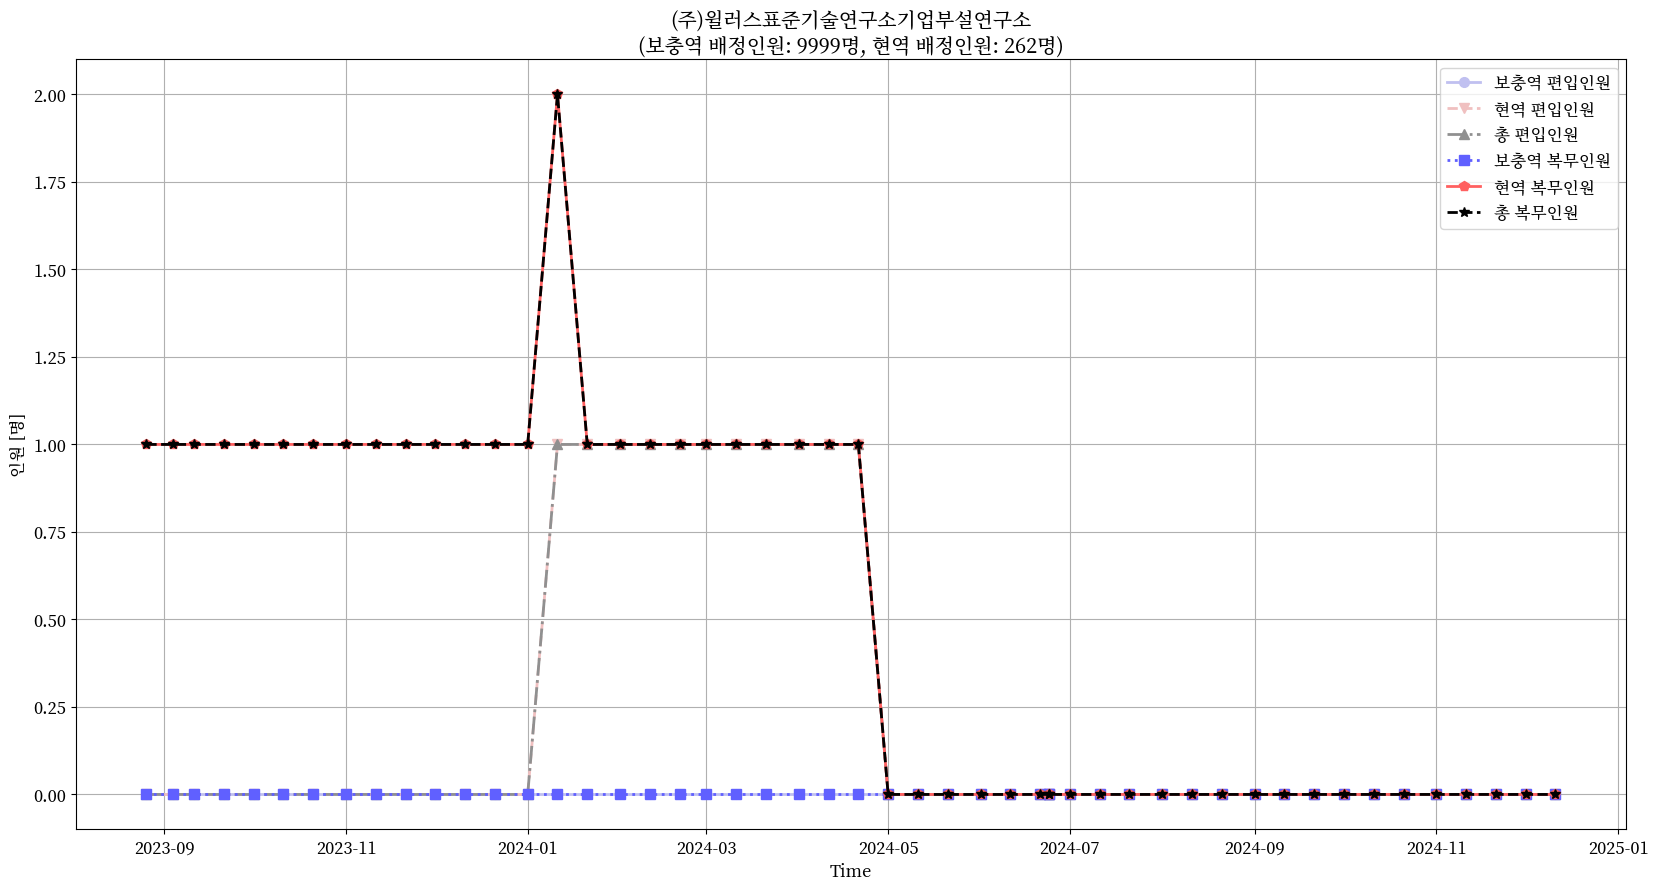 (주)윌러스표준기술연구소기업부설연구소
(보충역 배정인원: 9999명, 현역 배정인원: 262명)
보충역 편입인원
현역 편입인원
총 편입인원
보충역 복무인원
현역 복무인원
총 복무인원
인원 [명]
2.00
1.75
1.50
1.25
1.00
0.75
0.50
0.25
0.00
2023-09
2023-11
2024-01
2024-03
2024-05
2024-07
2024-09
2024-11
2025-01
Time